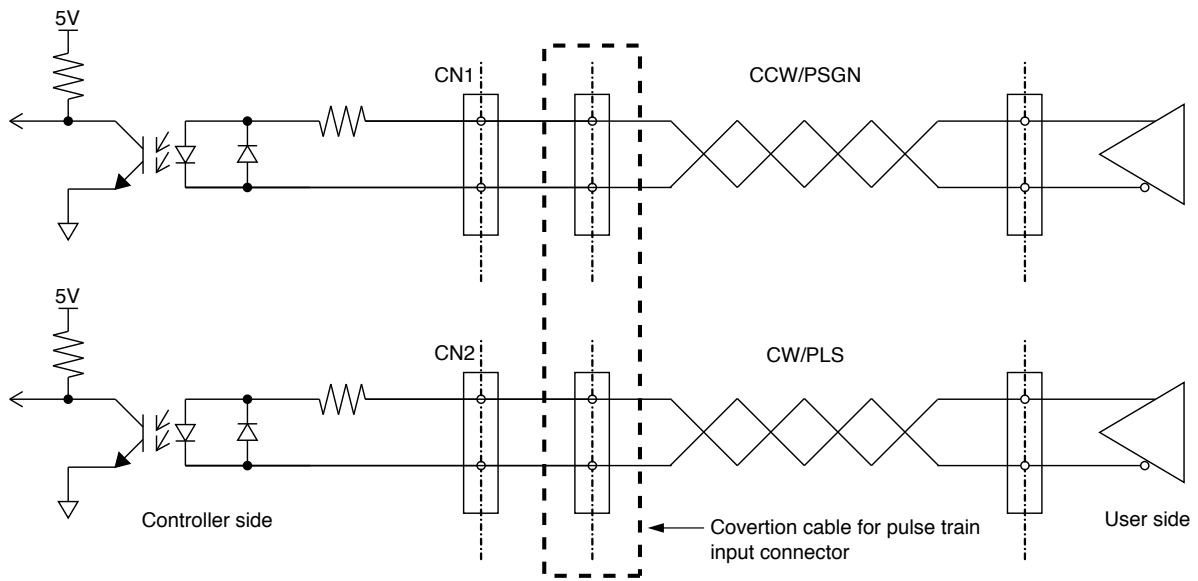 5V
CN1
CCW/PSGN
5V
CN2
CW/PLS
Controller side
Covertion cable for pulse train
input connector
User side